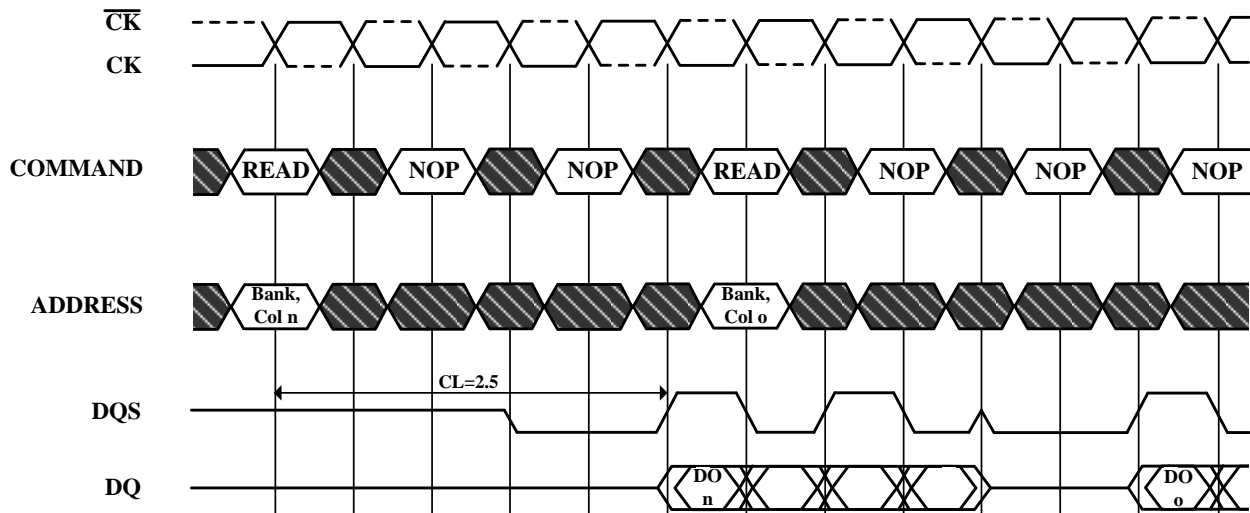 CK
CK
COMMAND
READ
NOP
NOP
READ
NOP
NOP
NOP
ADDRESS
Bank,
Col n
Bank,
Col o
CL=2.5
DQS
DQ
DO
n
DO
o